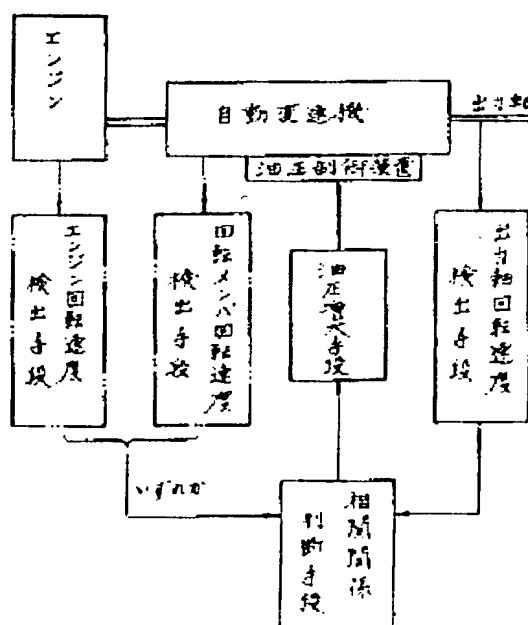 エンジン
自動変速機
出力軸
油圧制御装置
エンジン回転速度
検出手段
回転メンバ回転速度
検出手段
油圧増大手段
出力軸回転速度
検出手段
いずれか
相関関係
判断手段